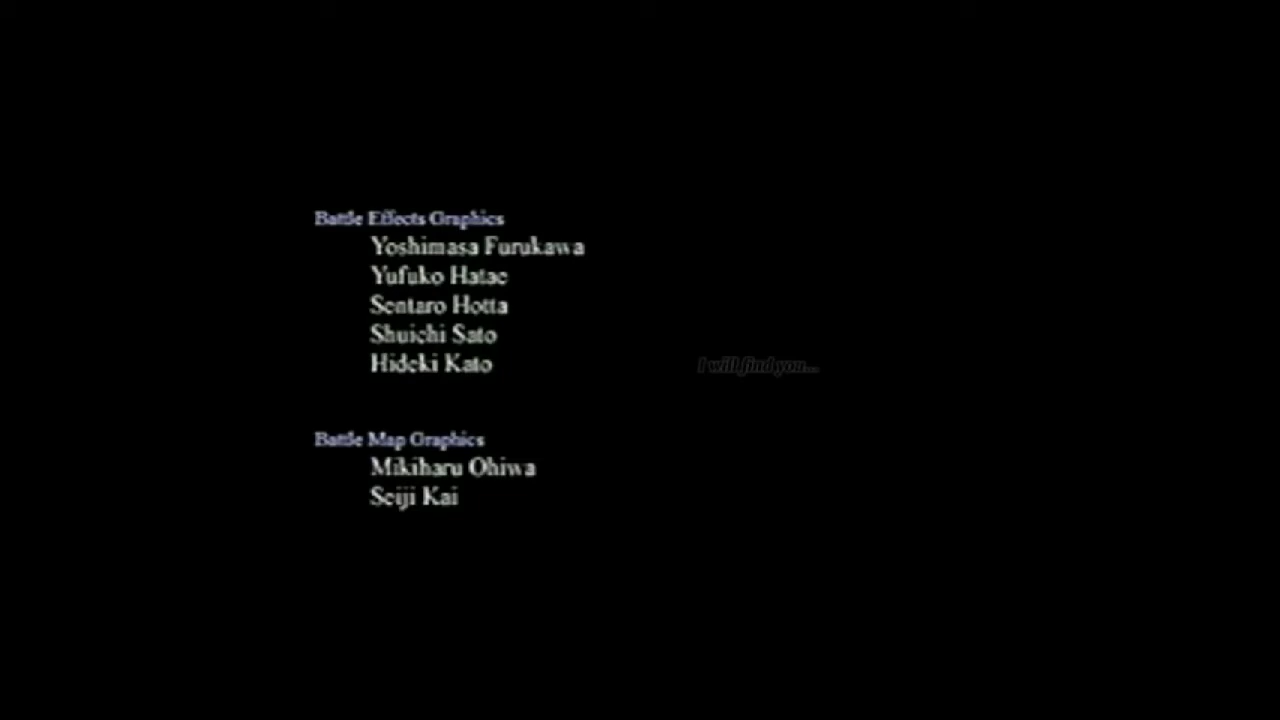 Battle Effects Graphics
Yoshimasa Furukawa
Yufuko Hatae
Sentaro Hotta
Shuichi Sato
Hideki Kato
I will find you...
Battle Map Graphics
Mikiharu Ohiwa
Seiji Kai